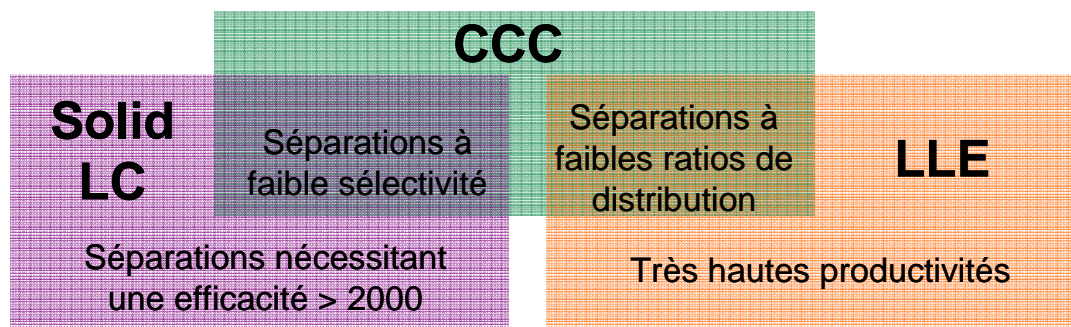 CCC
Solid
LC
Séparations à
faible sélectivité
Séparations à
faibles ratios de
distribution
LLE
Séparations nécessitant
une efficacité > 2000
Très hautes productivités